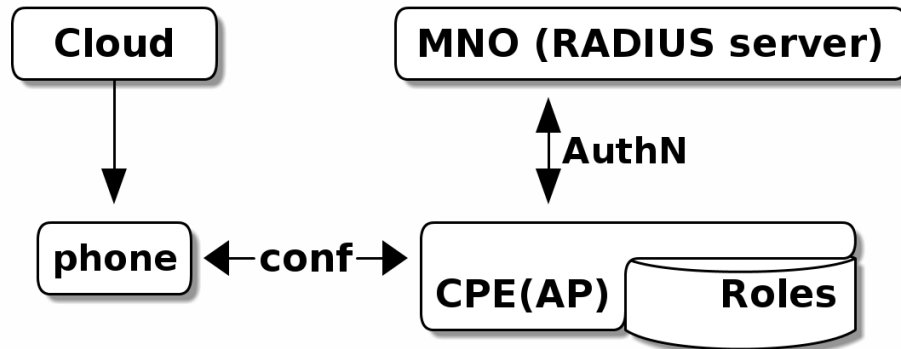 Cloud
MNO (RADIUS server)
AuthN
phone
conf
CPE(AP)
Roles